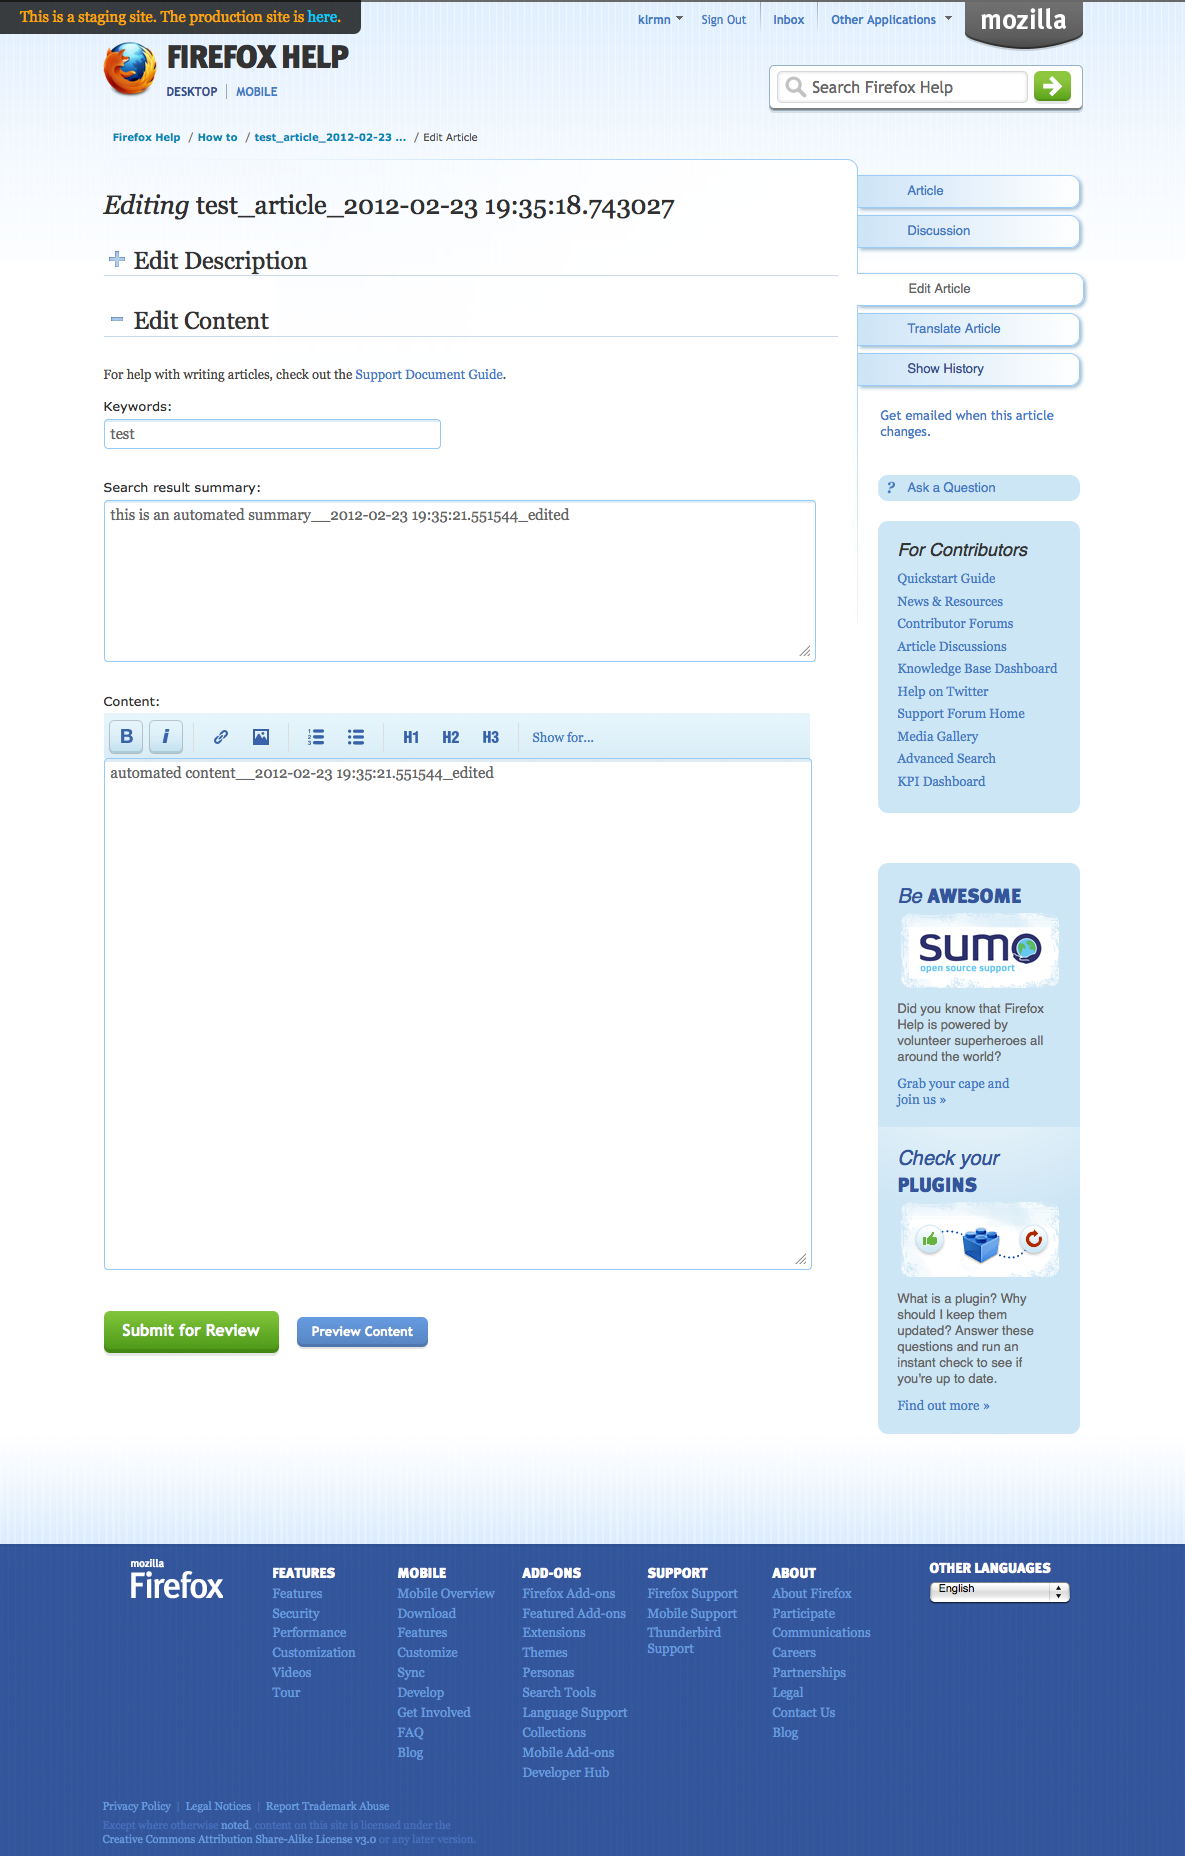 This is a staging site. The production site is here.
klrmn
Sign Out
Inbox
Other Applications
mozilla
FIREFOX HELP
DESKTOP
MOBILE
Search Firefox Help
Firefox Help / How to / test_article_2012-02-23 ... / Edit Article
Editing test_article_2012-02-23 19:35:18.743027
Edit Description
Edit Content
For help with writing articles, check out the Support Document Guide.
Keywords:
test
Search result summary:
this is an automated summary__2012-02-23 19:35:21.551544_edited
Content:
B i H1 H2 H3 Show for...
automated content__2012-02-23 19:35:21.551544_edited
Submit for Review
Preview Content
Article
Discussion
Edit Article
Translate Article
Show History
Get emailed when this article
changes.
? Ask a Question
For Contributors
Quickstart Guide
News & Resources
Contributor Forums
Article Discussions
Knowledge Base Dashboard
Help on Twitter
Support Forum Home
Media Gallery
Advanced Search
KPI Dashboard
Be AWESOME
sumo
open source support
Did you know that Firefox
Help is powered by
volunteer superheroes all
around the world?
Grab your cape and
join us »
Check your
PLUGINS
What is a plugin? Why
should I keep them
updated? Answer these
questions and run an
instant check to see if
you're up to date.
Find out more »
mozilla
Firefox
FEATURES
Features
Security
Performance
Customization
Videos
Tour
MOBILE
Mobile Overview
Download
Features
Customize
Sync
Develop
Get Involved
FAQ
Blog
ADD-ONS
Firefox Add-ons
Featured Add-ons
Extensions
Themes
Personas
Search Tools
Language Support
Collections
Mobile Add-ons
Developer Hub
SUPPORT
Firefox Support
Mobile Support
Thunderbird
Support
ABOUT
About Firefox
Participate
Communications
Careers
Partnerships
Legal
Contact Us
Blog
OTHER LANGUAGES
English
Privacy Policy | Legal Notices | Report Trademark Abuse
Except where otherwise noted, content on this site is licensed under the
Creative Commons Attribution Share-Alike License v3.0 or any later version.